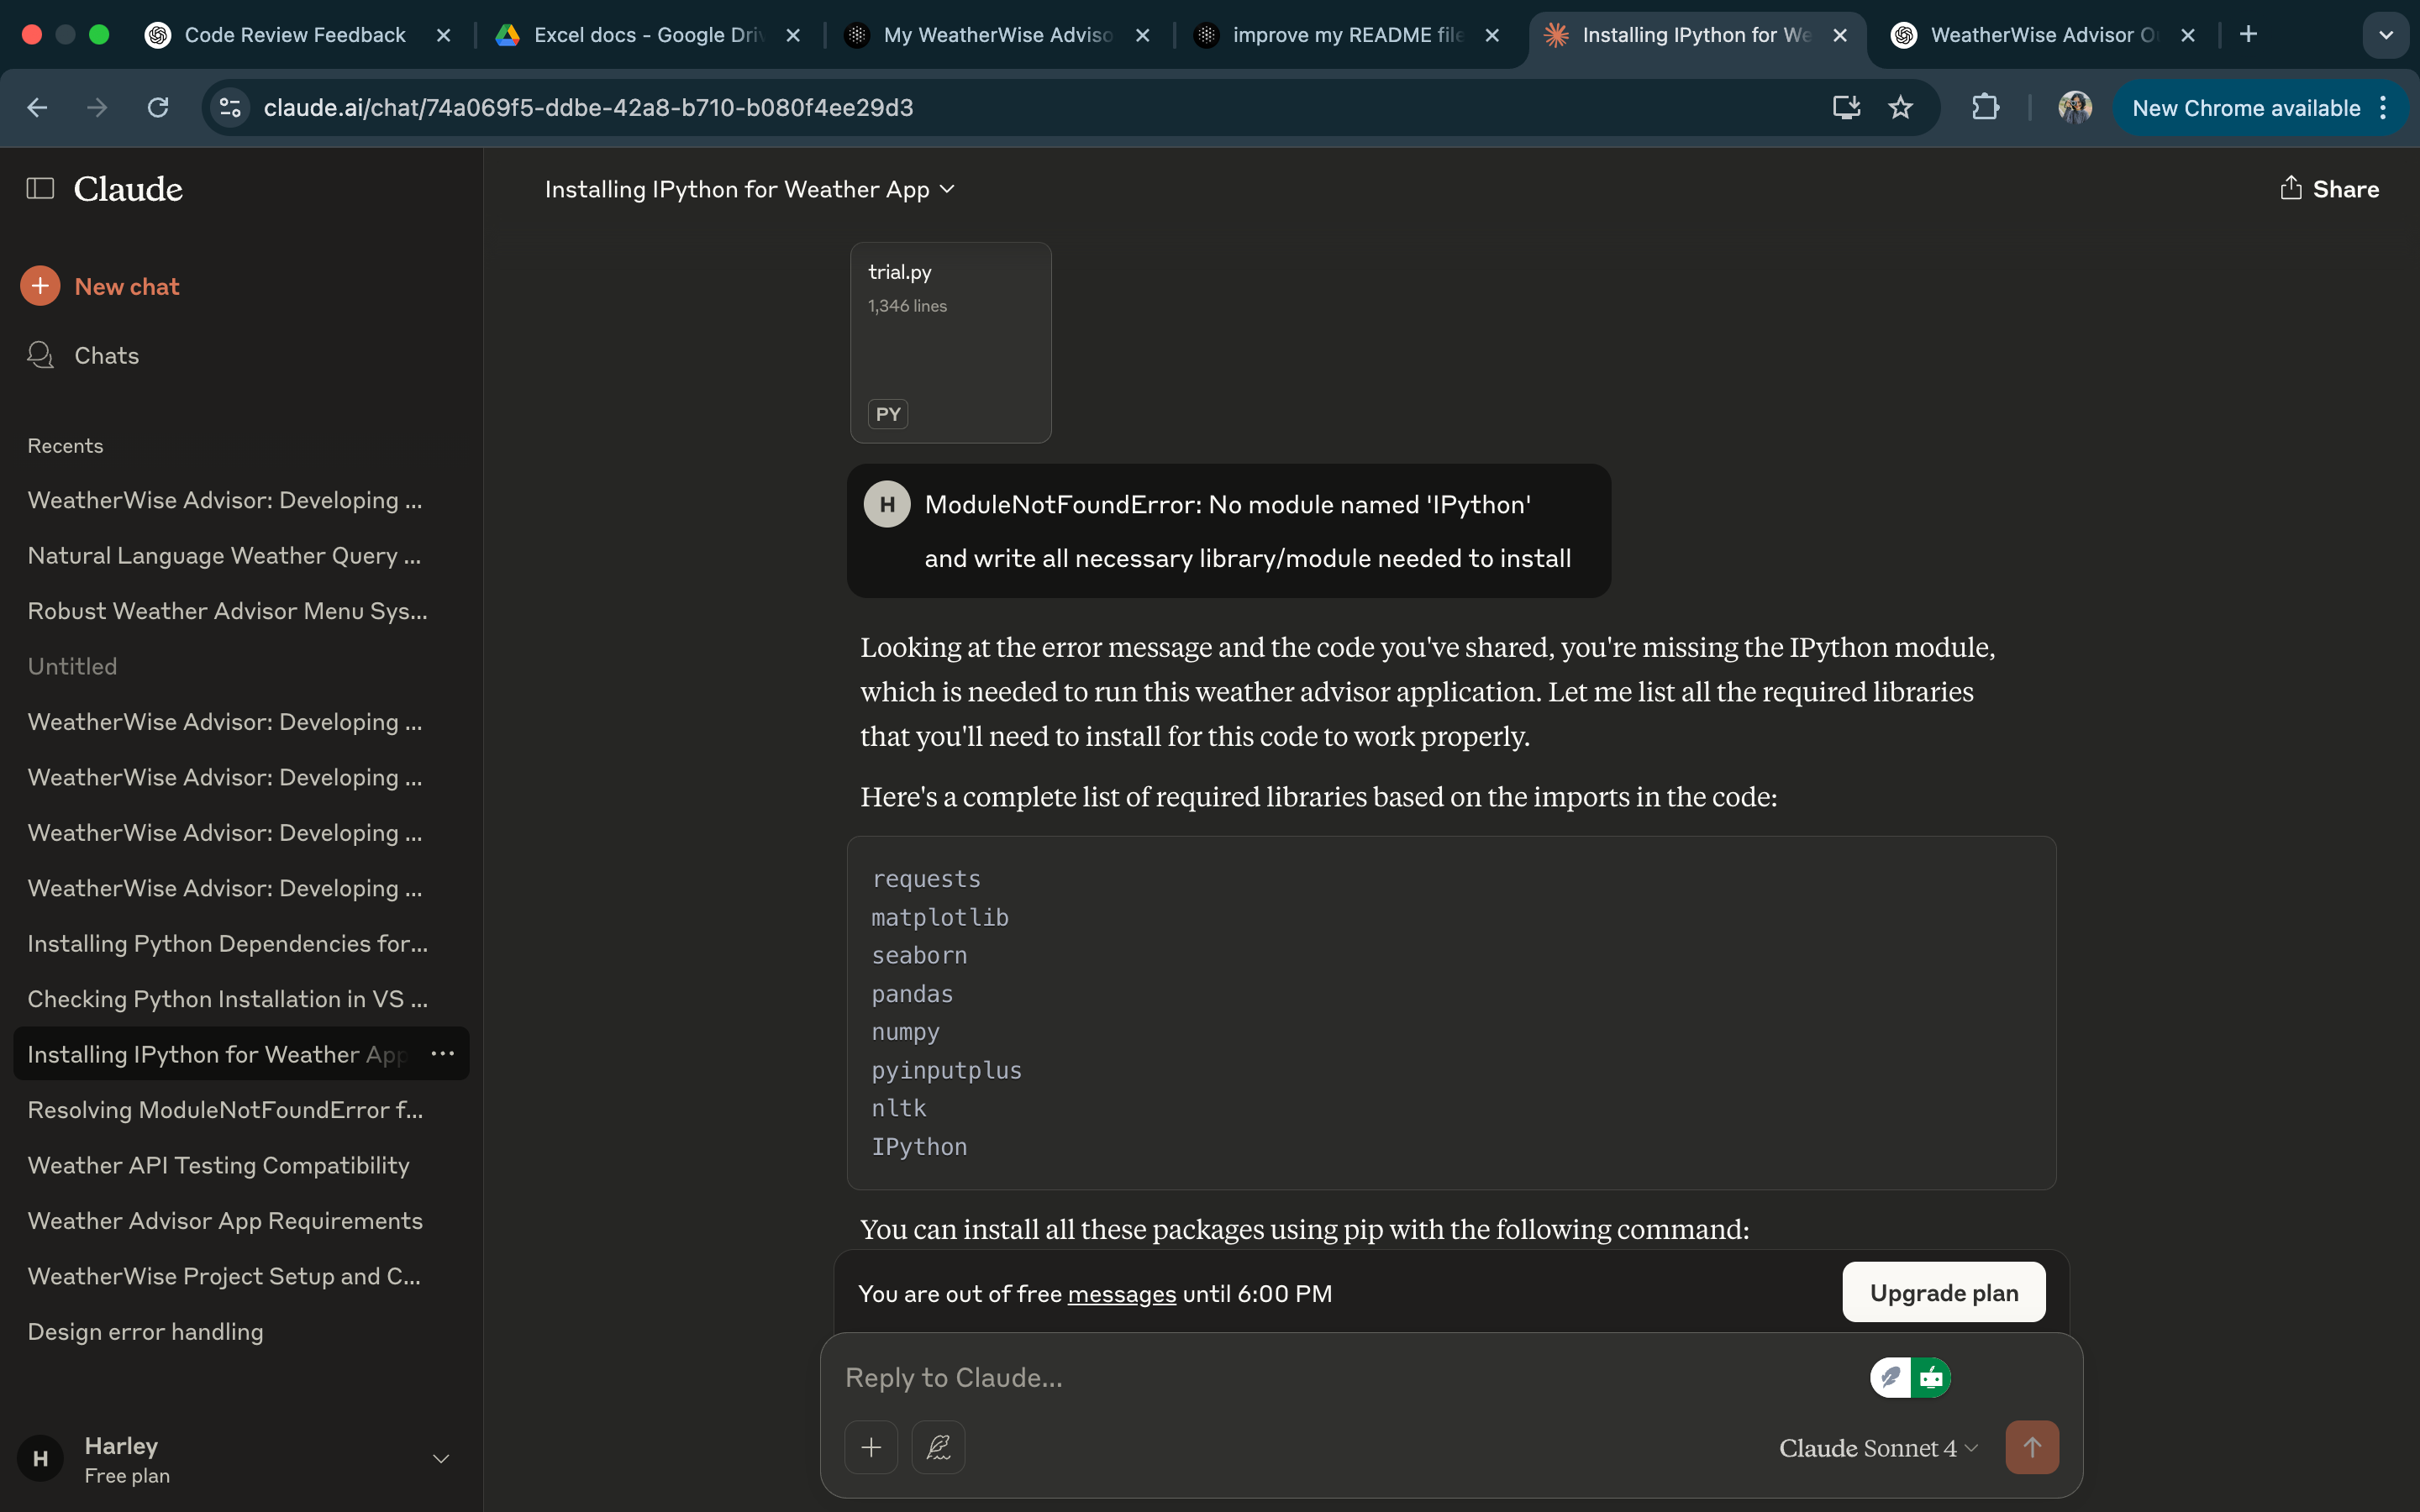 Code Review Feedback
Excel docs - Google Driv
My WeatherWise Adviso
improve my README file
Installing IPython for We
WeatherWise Advisor O
claude.ai/chat/74a069f5-ddbe-42a8-b710-b080f4ee29d3
New Chrome available
Claude
Installing IPython for Weather App
Share
New chat
Chats
Recents
WeatherWise Advisor: Developing ...
Natural Language Weather Query ...
Robust Weather Advisor Menu Sys...
Untitled
WeatherWise Advisor: Developing ...
WeatherWise Advisor: Developing ...
WeatherWise Advisor: Developing ...
WeatherWise Advisor: Developing ...
Installing Python Dependencies for...
Checking Python Installation in VS ...
Installing IPython for Weather App
Resolving ModuleNotFoundError f...
Weather API Testing Compatibility
Weather Advisor App Requirements
WeatherWise Project Setup and C...
Design error handling
H
Harley
Free plan
trial.py
1,346 lines
PY
H
ModuleNotFoundError: No module named 'IPython'
and write all necessary library/module needed to install
Looking at the error message and the code you've shared, you're missing the IPython module,
which is needed to run this weather advisor application. Let me list all the required libraries
that you'll need to install for this code to work properly.
Here's a complete list of required libraries based on the imports in the code:
requests
matplotlib
seaborn
pandas
numpy
pyinputplus
nltk
IPython
You can install all these packages using pip with the following command:
You are out of free messages until 6:00 PM
Upgrade plan
Reply to Claude...
Claude Sonnet 4